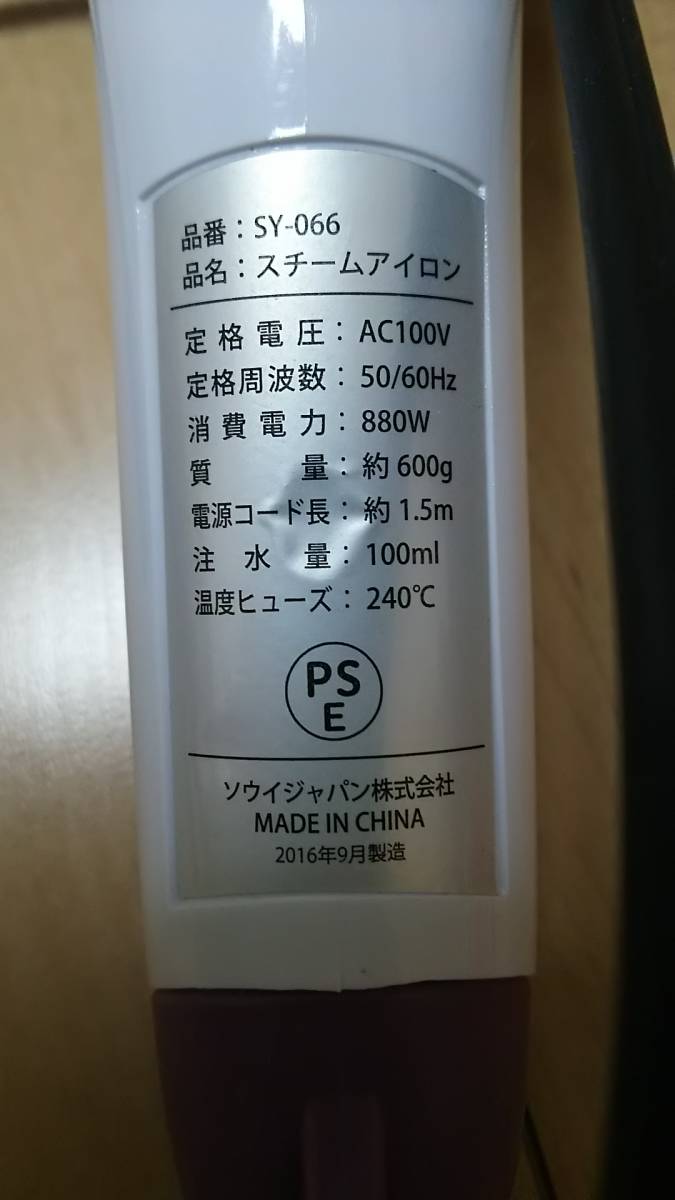 品番：SY-066
品名：スチームアイロン
定格電圧：AC100V
定格周波数：50/60Hz
消費電力：880W
質量：約600g
電源コード長：約1.5m
注水量：100ml
温度ヒューズ：240℃
PS
E
ソウイジャパン株式会社
MADE IN CHINA
2016年9月製造